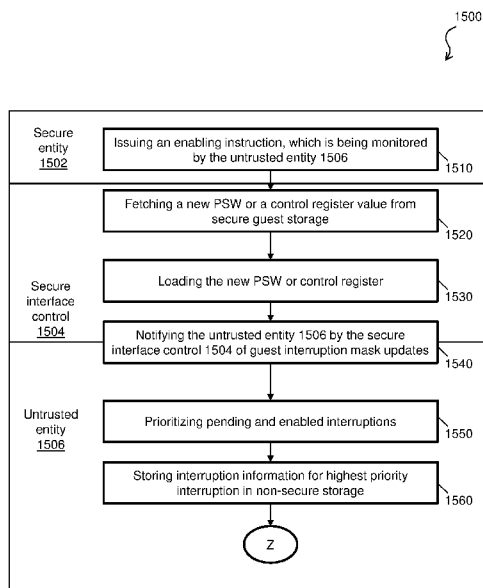 1500
Secure
entity
1502
Issuing an enabling instruction, which is being monitored
by the untrusted entity 1506
1510
Fetching a new PSW or a control register value from
secure guest storage
1520
Secure
interface
control
1504
Loading the new PSW or control register
1530
Notifying the untrusted entity 1506 by the secure
interface control 1504 of guest interruption mask updates
1540
Untrusted
entity
1506
Prioritizing pending and enabled interruptions
1550
Storing interruption information for highest priority
interruption in non-secure storage
1560
Z